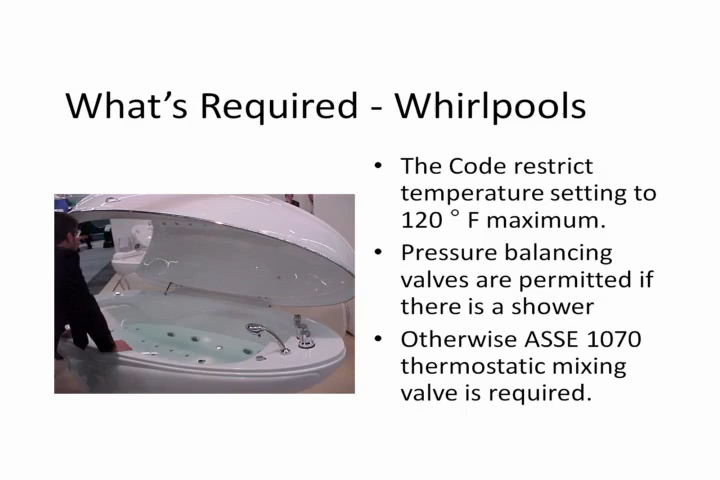 What's Required - Whirlpools
• The Code restrict
temperature setting to
120 ° F maximum.
• Pressure balancing
valves are permitted if
there is a shower
• Otherwise ASSE 1070
thermostatic mixing
valve is required.